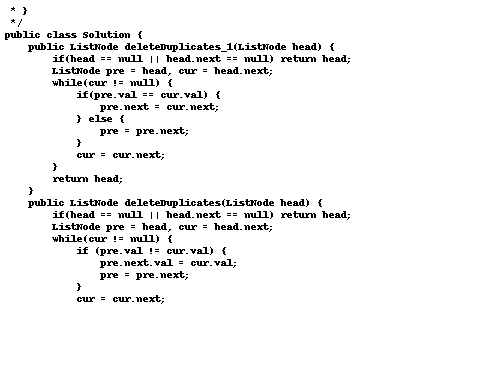 * }
 */
public class Solution {
    public ListNode deleteDuplicates_1(ListNode head) {
        if(head == null || head.next == null) return head;
        ListNode pre = head, cur = head.next;
        while(cur != null) {
            if(pre.val == cur.val) {
                pre.next = cur.next;
            } else {
                pre = pre.next;
            }
            cur = cur.next;
        }
        return head;
    }
    public ListNode deleteDuplicates(ListNode head) {
        if(head == null || head.next == null) return head;
        ListNode pre = head, cur = head.next;
        while(cur != null) {
            if (pre.val != cur.val) {
                pre.next.val = cur.val;
                pre = pre.next;
            }
            cur = cur.next;